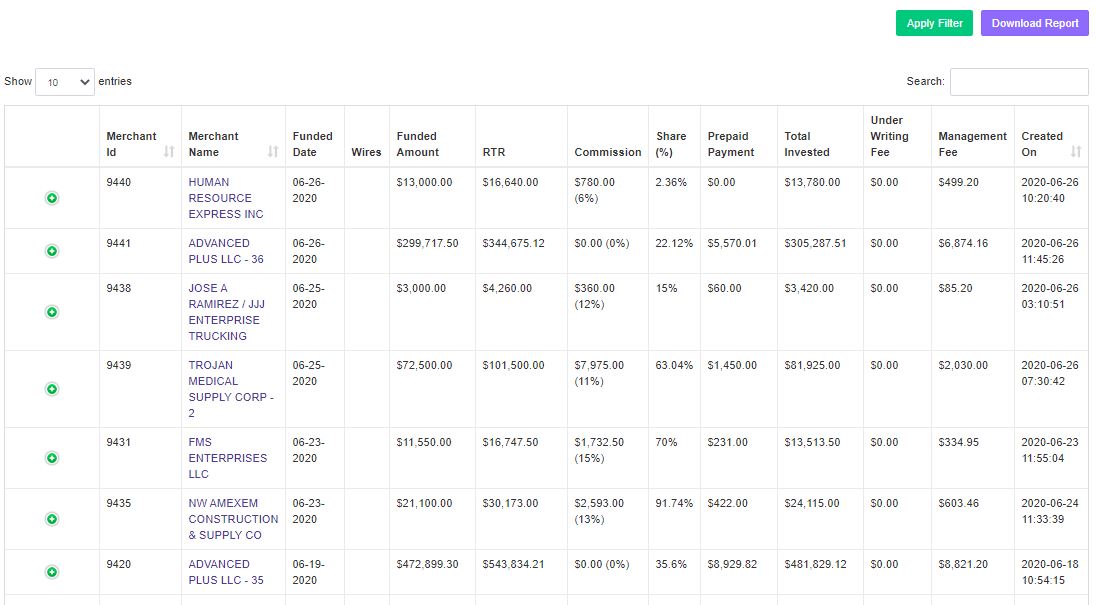 Apply Filter Download Report
Show 10 entries Search:
Merchant Id Merchant Name Funded Date Wires Funded Amount RTR Commission Share (%) Prepaid Payment Total Invested Under Writing Fee Management Fee Created On
9440 HUMAN RESOURCE EXPRESS INC 06-26-2020 $13,000.00 $16,640.00 $780.00 (6%) 2.36% $0.00 $13,780.00 $0.00 $499.20 2020-06-26 10:20:40
9441 ADVANCED PLUS LLC - 36 06-26-2020 $299,717.50 $344,675.12 $0.00 (0%) 22.12% $5,570.01 $305,287.51 $0.00 $6,874.16 2020-06-26 11:45:26
9438 JOSE A RAMIREZ / JJJ ENTERPRISE TRUCKING 06-25-2020 $3,000.00 $4,260.00 $360.00 (12%) 15% $60.00 $3,420.00 $0.00 $85.20 2020-06-26 03:10:51
9439 TROJAN MEDICAL SUPPLY CORP - 2 06-25-2020 $72,500.00 $101,500.00 $7,975.00 (11%) 63.04% $1,450.00 $81,925.00 $0.00 $2,030.00 2020-06-26 07:30:42
9431 FMS ENTERPRISES LLC 06-23-2020 $11,550.00 $16,747.50 $1,732.50 (15%) 70% $231.00 $13,513.50 $0.00 $334.95 2020-06-23 11:55:04
9435 NW AMEXEM CONSTRUCTION & SUPPLY CO 06-23-2020 $21,100.00 $30,173.00 $2,593.00 (13%) 91.74% $422.00 $24,115.00 $0.00 $603.46 2020-06-24 11:33:39
9420 ADVANCED PLUS LLC - 35 06-19-2020 $472,899.30 $543,834.21 $0.00 (0%) 35.6% $8,929.82 $481,829.12 $0.00 $8,821.20 2020-06-18 10:54:15